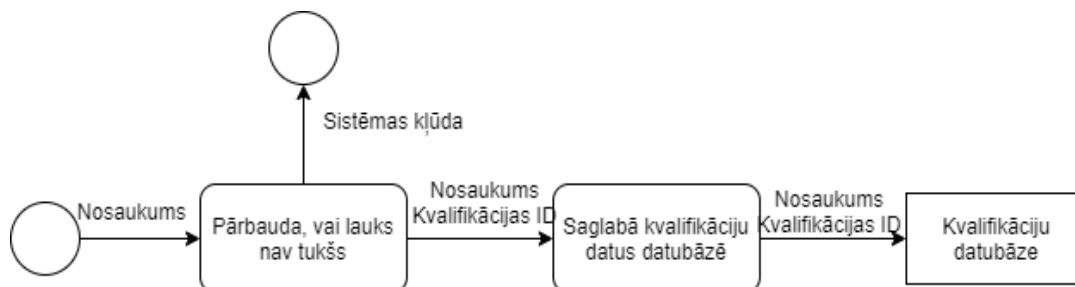 Sistēmas kļūda
Nosaukums
Pārbauda, vai lauks
nav tukšs
Nosaukums
Kvalifikācijas ID
Saglabā kvalifikāciju
datus datubāzē
Nosaukums
Kvalifikācijas ID
Kvalifikāciju
datubāze